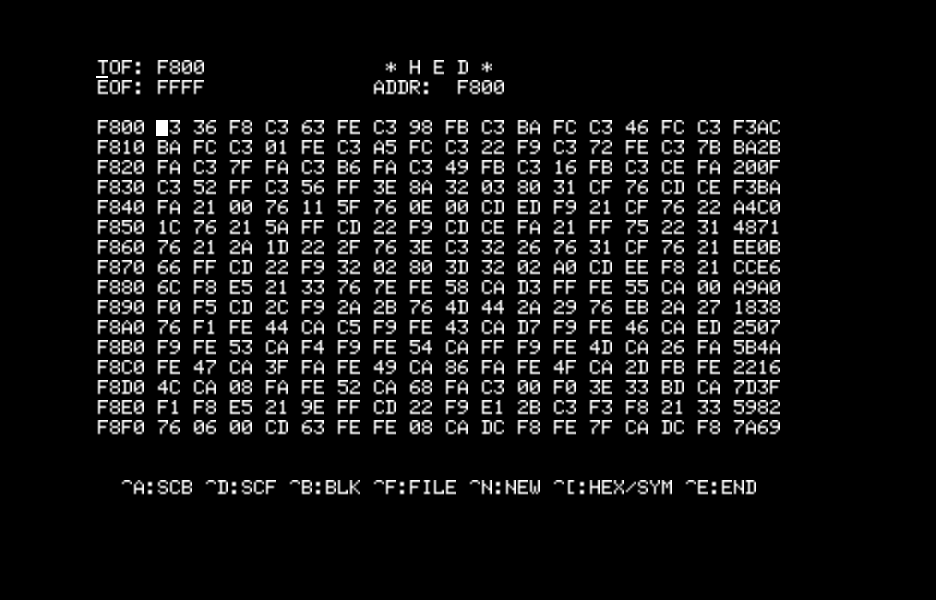 TOF: F800 * H E D *
EOF: FFFF ADDR: F800
F800 3 36 F8 C3 63 FE C3 98 FB C3 BA FC C3 46 FC C3 F3AC
F810 BA FC C3 01 FE C3 A5 FC C3 22 F9 C3 72 FE C3 7B BA2B
F820 FA C3 7F FA C3 B6 FA C3 49 FB C3 16 FB C3 CE FA 200F
F830 C3 52 FF C3 56 FF 3E 8A 32 03 80 31 CF 76 CD CE F3BA
F840 FA 21 00 76 11 5F 76 0E 00 CD ED F9 21 CF 76 22 A4C0
F850 1C 76 21 5A FF CD 22 F9 CD CE FA 21 FF 75 22 31 4871
F860 76 21 2A 1D 22 2F 76 3E C3 32 26 76 31 CF 76 21 EE0B
F870 66 FF CD 22 F9 32 02 80 3D 32 02 A0 CD EE F8 21 CCE6
F880 6C F8 E5 21 33 76 7E FE 58 CA D3 FF FE 55 CA 00 A9A0
F890 F0 F5 CD 2C F9 2A 2B 76 4D 44 2A 29 76 EB 2A 27 1838
F8A0 76 F1 FE 44 CA C5 F9 FE 43 CA D7 F9 FE 46 CA ED 2507
F8B0 F9 FE 53 CA F4 F9 FE 54 CA FF F9 FE 4D CA 26 FA 5B4A
F8C0 FE 47 CA 3F FA FE 49 CA 86 FA FE 4F CA 2D FB FE 2216
F8D0 4C CA 08 FA FE 52 CA 68 FA C3 00 F0 3E 33 BD CA 7D3F
F8E0 F1 F8 E5 21 9E FF CD 22 F9 E1 2B C3 F3 F8 21 33 5982
F8F0 76 06 00 CD 63 FE FE 08 CA DC F8 FE 7F CA DC F8 7A69
^A:SCB ^D:SCF ^B:BLK ^F:FILE ^N:NEW ^[:HEX/SYM ^E:END